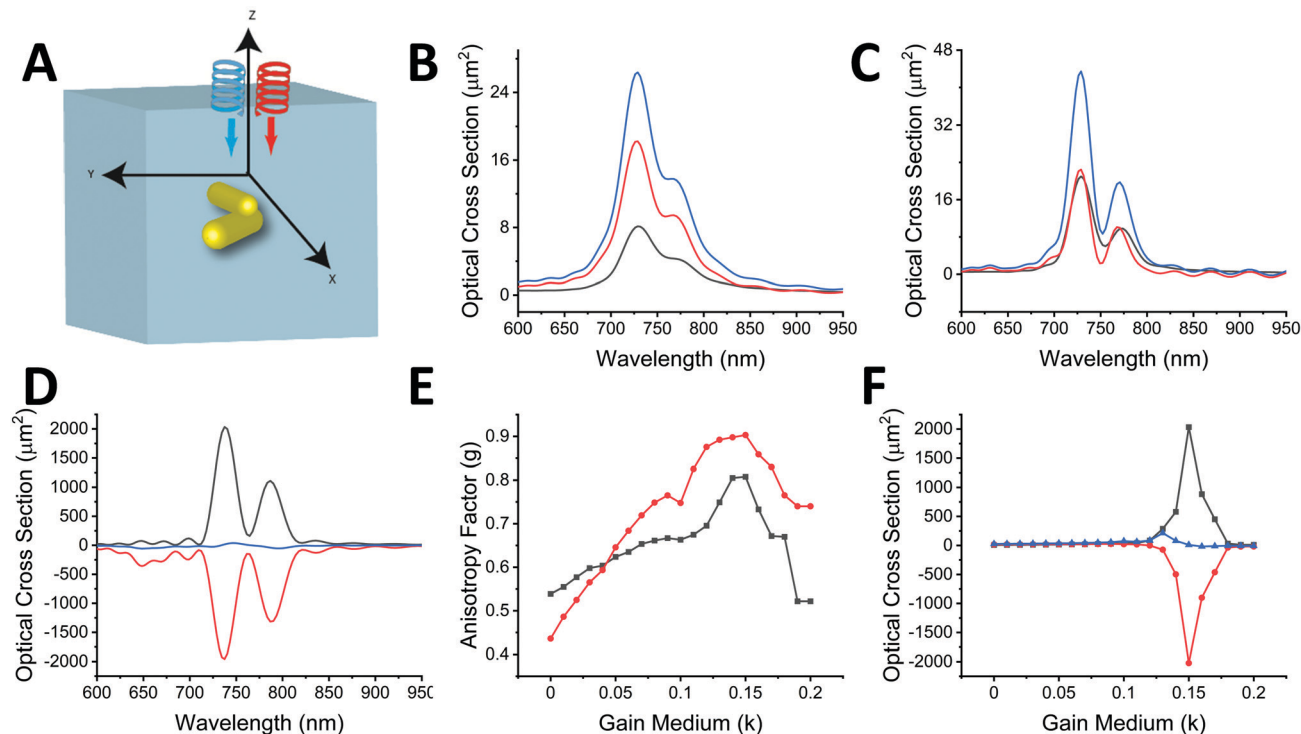 A
Z
Y
X
B
Optical Cross Section (μm²)
24
16
8
0
600 650 700 750 800 850 900 950
Wavelength (nm)
C
Optical Cross Section (μm²)
48
32
16
0
600 650 700 750 800 850 900 950
Wavelength (nm)
D
Optical Cross Section (μm²)
2000
1500
1000
500
0
-500
-1000
-1500
-2000
600 650 700 750 800 850 900 950
Wavelength (nm)
E
Anisotropy Factor (g)
0.9
0.8
0.7
0.6
0.5
0.4
0 0.05 0.1 0.15 0.2
Gain Medium (k)
F
Optical Cross Section (μm²)
2000
1500
1000
500
0
-500
-1000
-1500
-2000
0 0.05 0.1 0.15 0.2
Gain Medium (k)